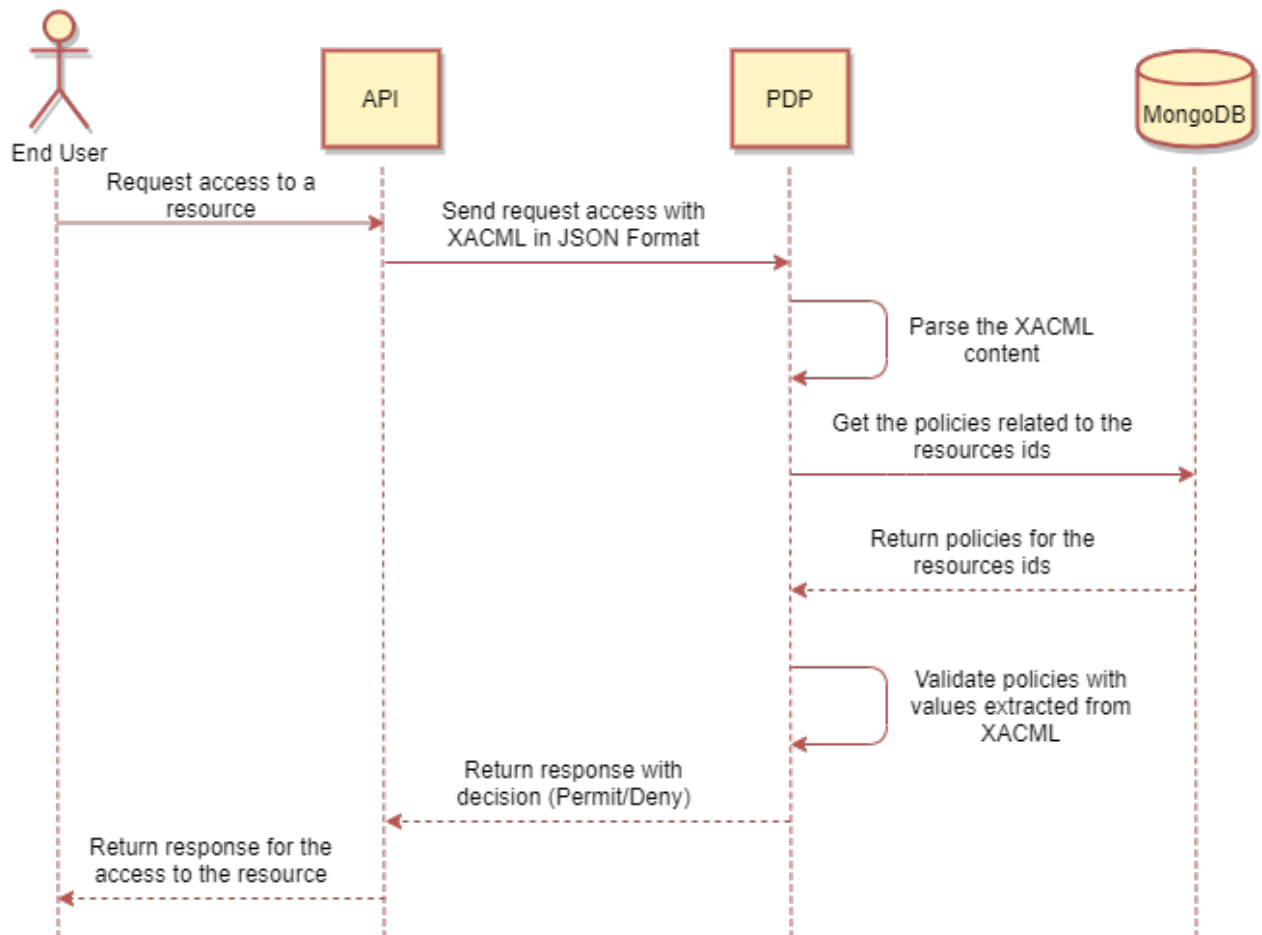 API
PDP
MongoDB
End User
Request access to a
resource
Send request access with
XACML in JSON Format
Parse the XACML
content
Get the policies related to the
resources ids
Return policies for the
resources ids
Validate policies with
values extracted from
XACML
Return response with
decision (Permit/Deny)
Return response for the
access to the resource